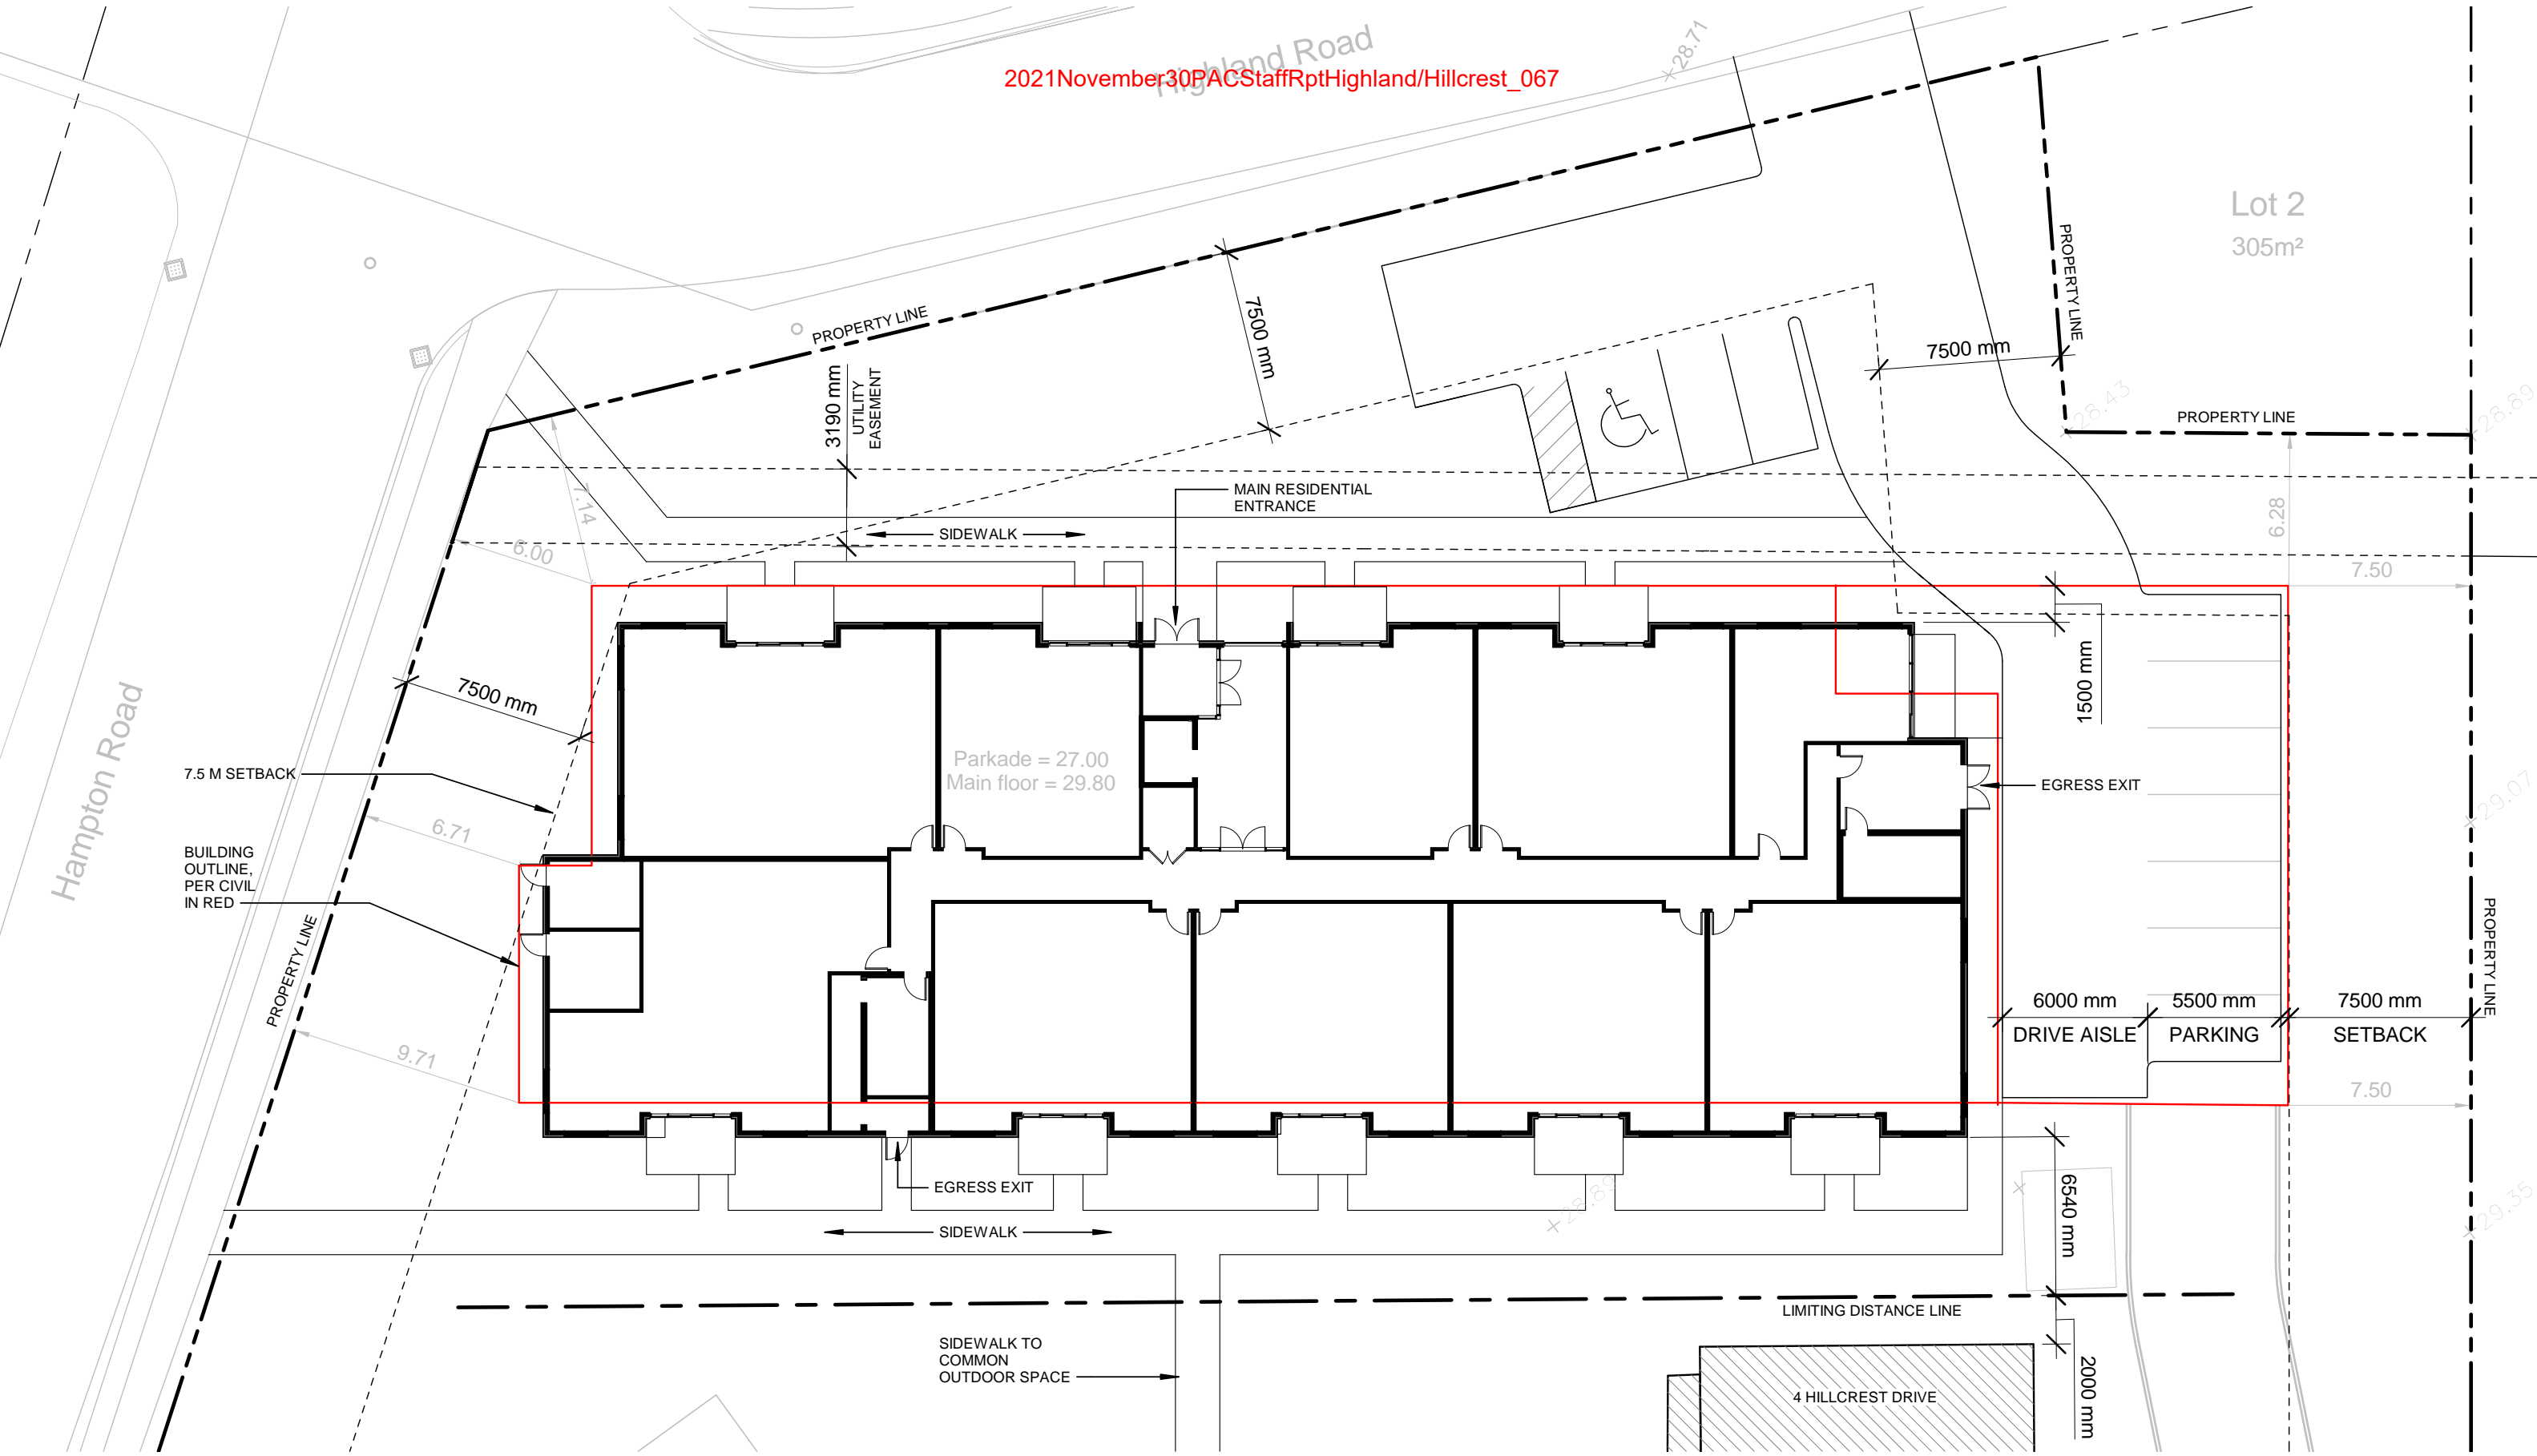 Highland Road
2021November30PACStaffRptHighland/Hillcrest_067
28.71
Lot 2
305m²
PROPERTY LINE
PROPERTY LINE
7500 mm
7500 mm
3190 mm
UTILITY
EASEMENT
28.43
28.89
PROPERTY LINE
7.14
6.00
MAIN RESIDENTIAL
ENTRANCE
SIDEWALK
6.28
7.50
7500 mm
1500 mm
Hampton Road
7.5 M SETBACK
Parkade = 27.00
Main floor = 29.80
EGRESS EXIT
29.07
6.71
BUILDING
OUTLINE,
PER CIVIL
IN RED
PROPERTY LINE
PROPERTY LINE
6000 mm
DRIVE AISLE
5500 mm
PARKING
7500 mm
SETBACK
9.71
7.50
EGRESS EXIT
28.89
6540 mm
29.35
SIDEWALK
LIMITING DISTANCE LINE
SIDEWALK TO
COMMON
OUTDOOR SPACE
2000 mm
4 HILLCREST DRIVE